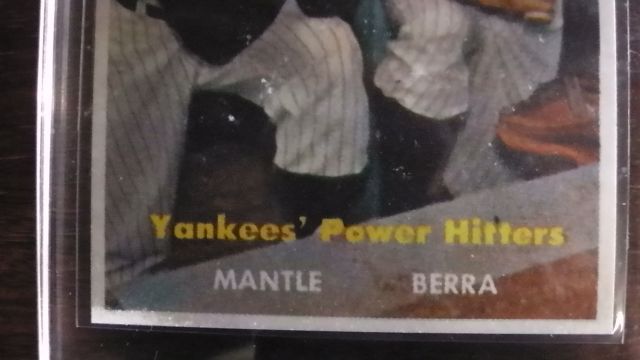 Yankees' Power Hitters
MANTLE BERRA